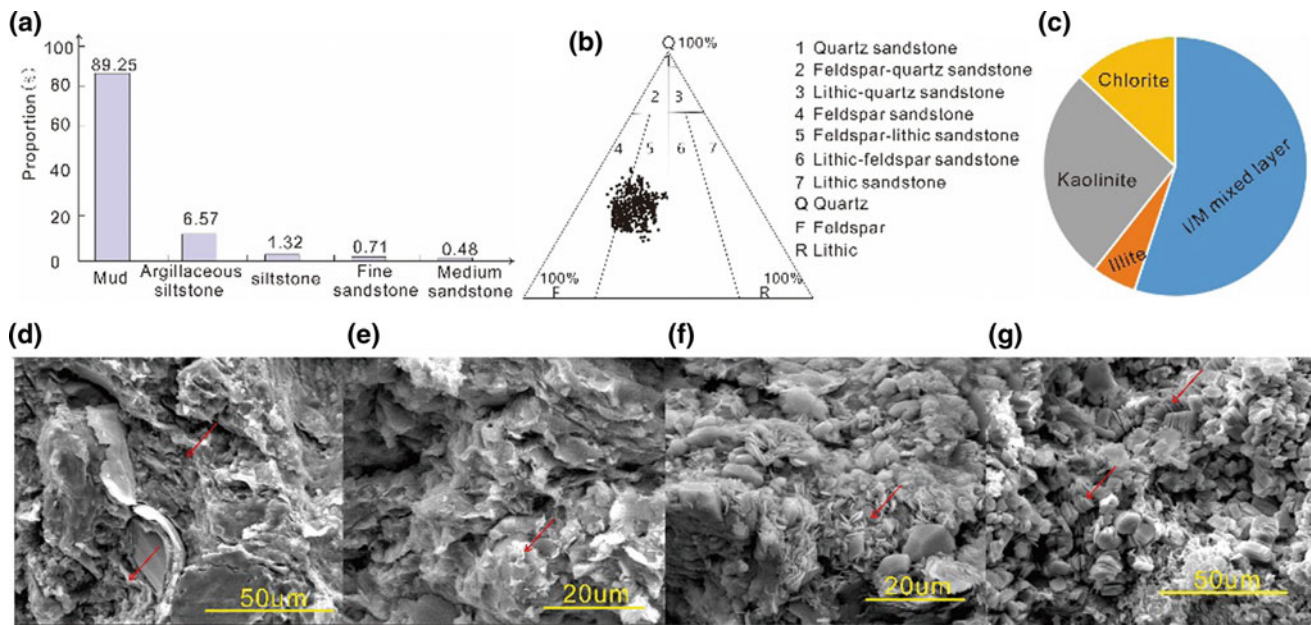 (a)
Proportion (%)
100
80
60
40
20
0
89.25
6.57
1.32
0.71
0.48
Mud
Argillaceous
siltstone
siltstone
Fine
sandstone
Medium
sandstone
(b)
Q 100%
1
2 3
4 5 6 7
100%
F
100%
R
1 Quartz sandstone
2 Feldspar-quartz sandstone
3 Lithic-quartz sandstone
4 Feldspar sandstone
5 Feldspar-lithic sandstone
6 Lithic-feldspar sandstone
7 Lithic sandstone
Q Quartz
F Feldspar
R Lithic
(c)
Chlorite
Kaolinite
Illite
I/M mixed layer
(d)
50um
(e)
20um
(f)
20um
(g)
50um